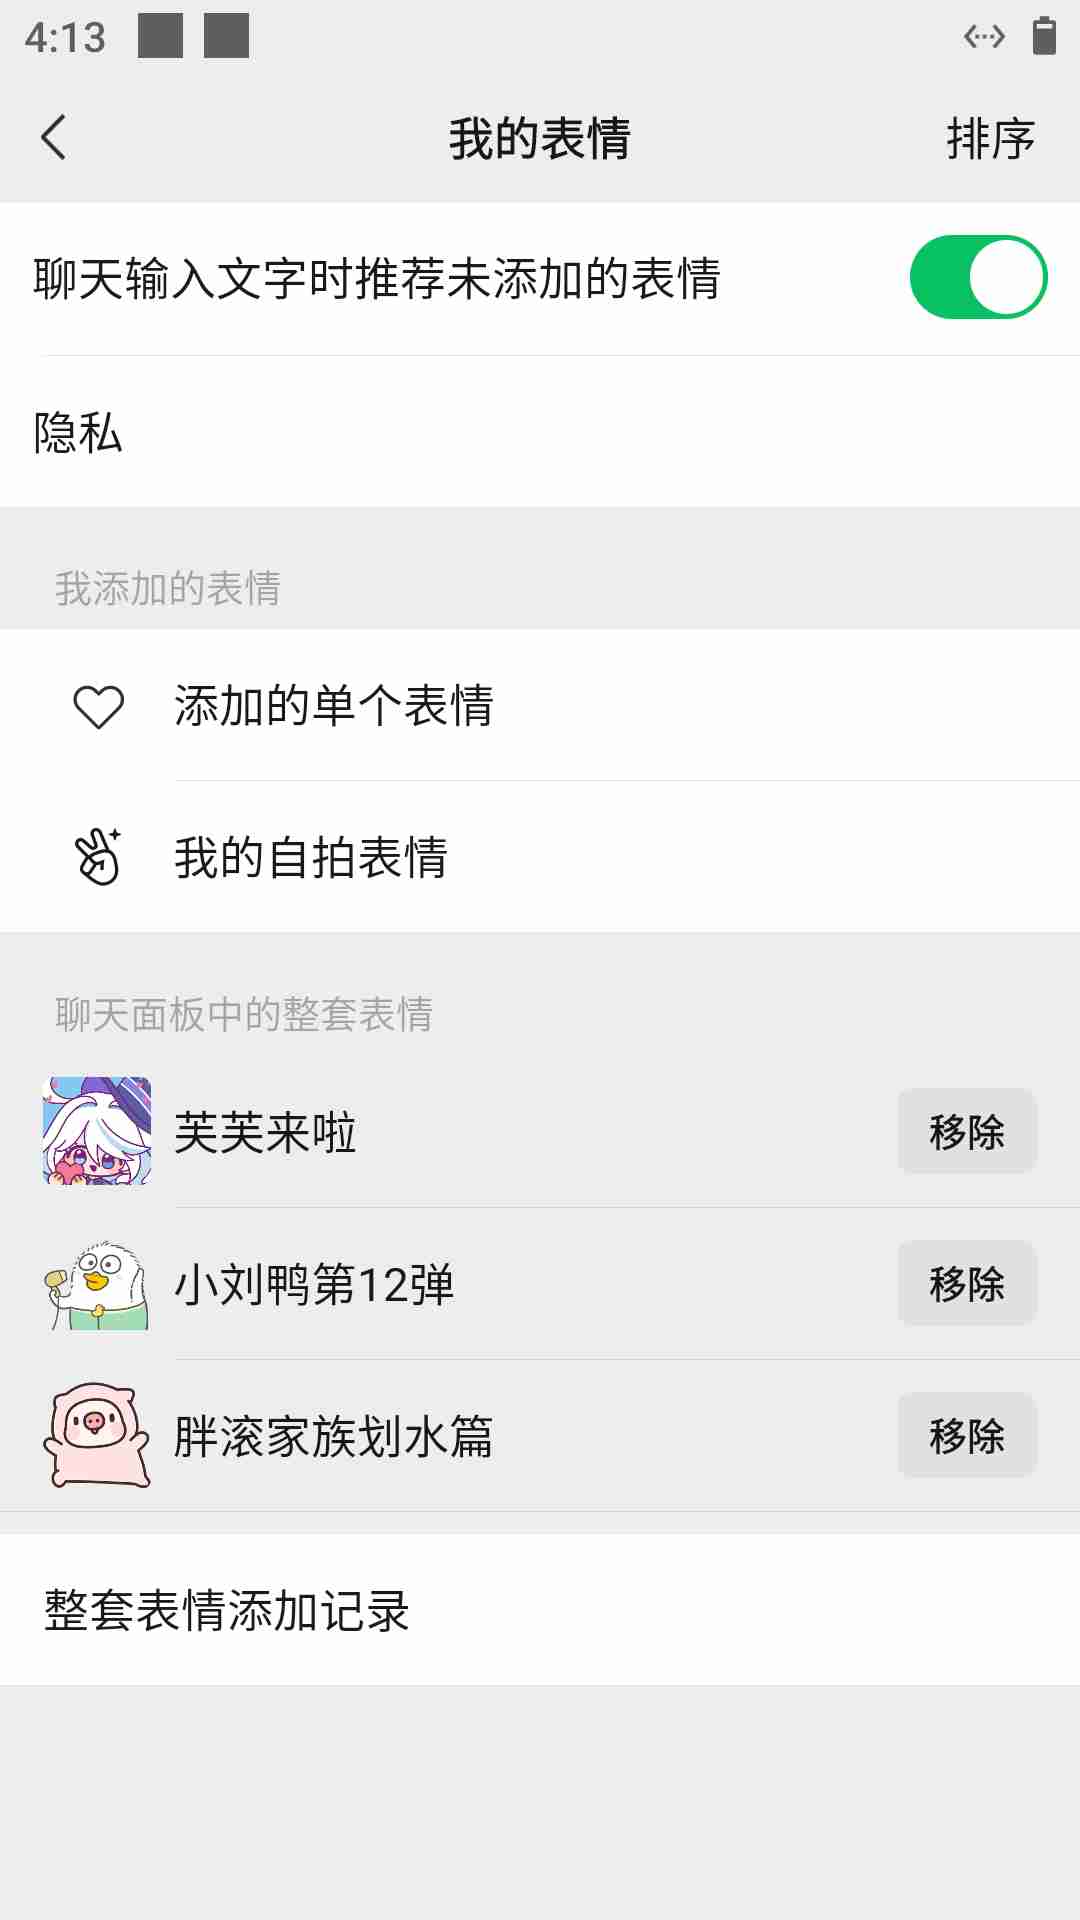 4:13
我的表情
排序
聊天输入文字时推荐未添加的表情
隐私
我添加的表情
添加的单个表情
我的自拍表情
聊天面板中的整套表情
芙芙来啦
移除
小刘鸭第12弹
移除
胖滚家族划水篇
移除
整套表情添加记录